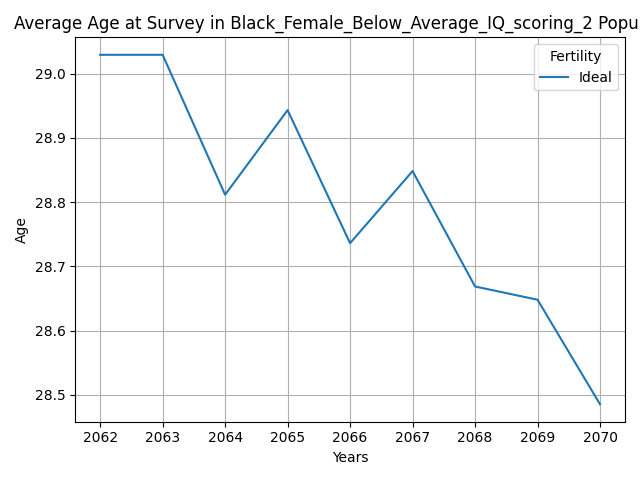 Average Age at Survey in Black_Female_Below_Average_IQ_scoring_2 Popu
Fertility
Ideal
29.0
28.9
28.8
28.7
28.6
28.5
Age
2062 2063 2064 2065 2066 2067 2068 2069 2070
Years